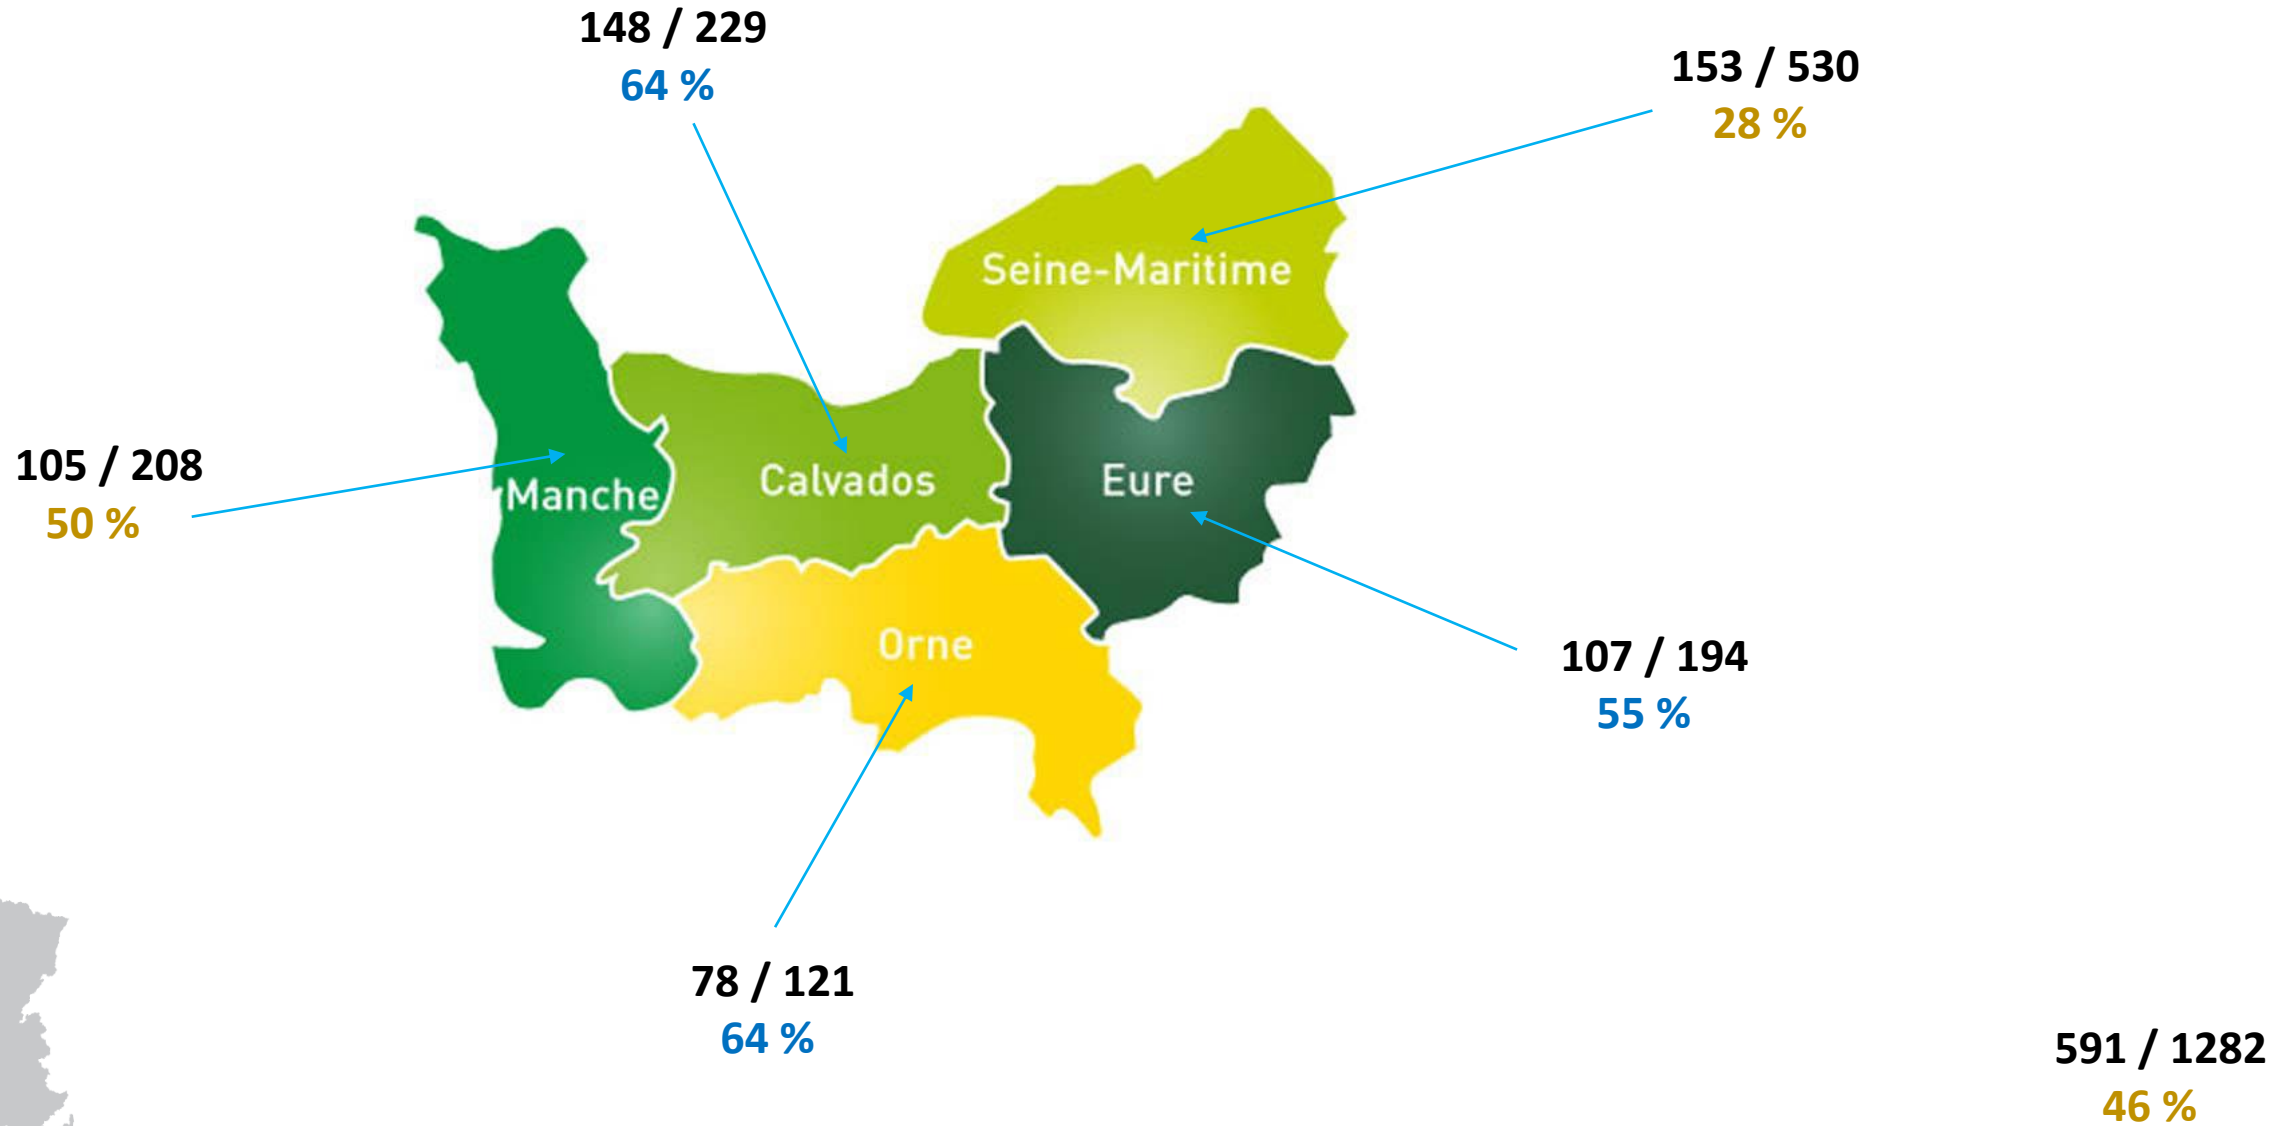 148 / 229
64 %
153 / 530
28 %
Seine-Maritime
105 / 208
50 %
Manche
Calvados
Eure
Orne
107 / 194
55 %
78 / 121
64 %
591 / 1282
46 %